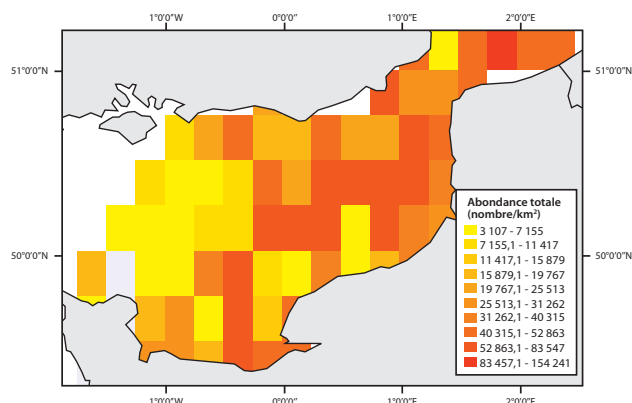 1°0'0"W 0°0'0" 1°0'0"E 2°0'0"E
51°0'0"N 51°0'0"N
Abondance totale
(nombre/km²)
3 107 - 7 155
7 155,1 - 11 417
11 417,1 - 15 879
15 879,1 - 19 767
19 767,1 - 25 513
25 513,1 - 31 262
31 262,1 - 40 315
40 315,1 - 52 863
52 863,1 - 83 547
83 457,1 - 154 241
50°0'0"N 50°0'0"N
1°0'0"W 0°0'0" 1°0'0"E 2°0'0"E